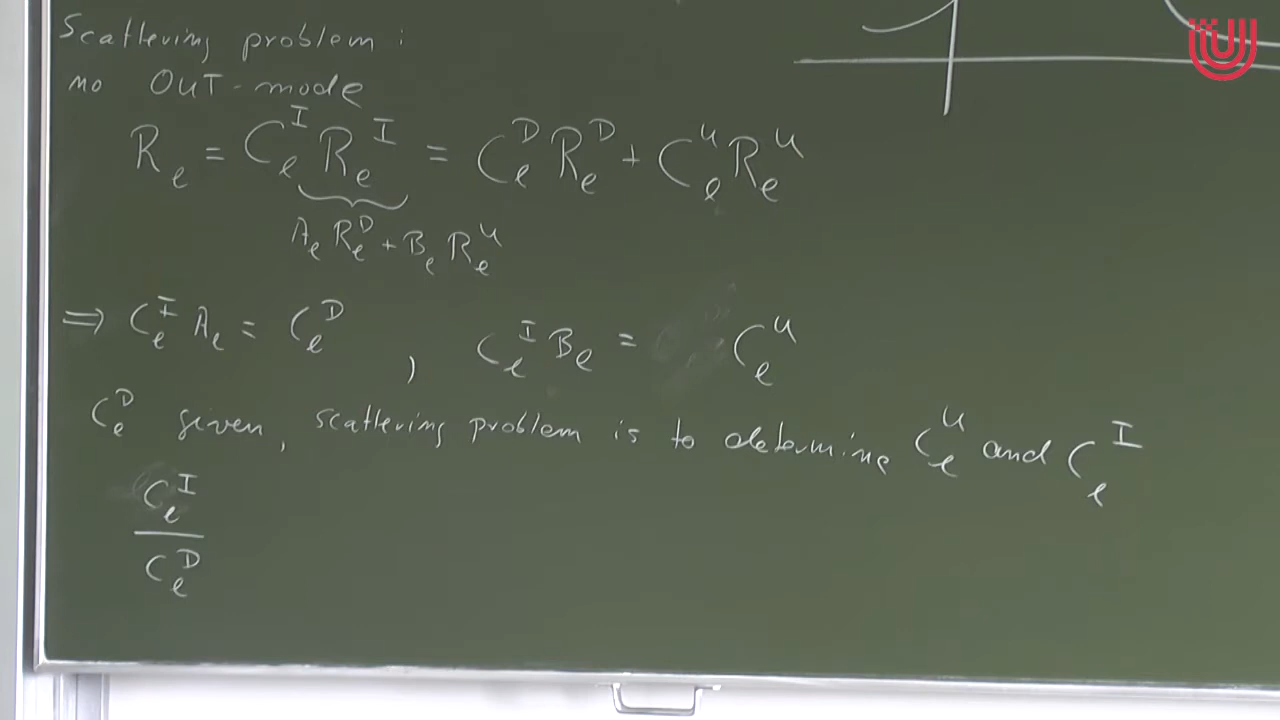 Scattering problem:
no OUT-mode
R_l = C_l^I R_l^I = C_l^D R_l^D + C_l^U R_l^U
A_l R_l^D + B_l R_l^U
⇒ C_l^I A_l = C_l^D , C_l^I B_l = C_l^U
C_l^D given, scattering problem is to determine C_l^U and C_l^I
C_l^I
C_l^D